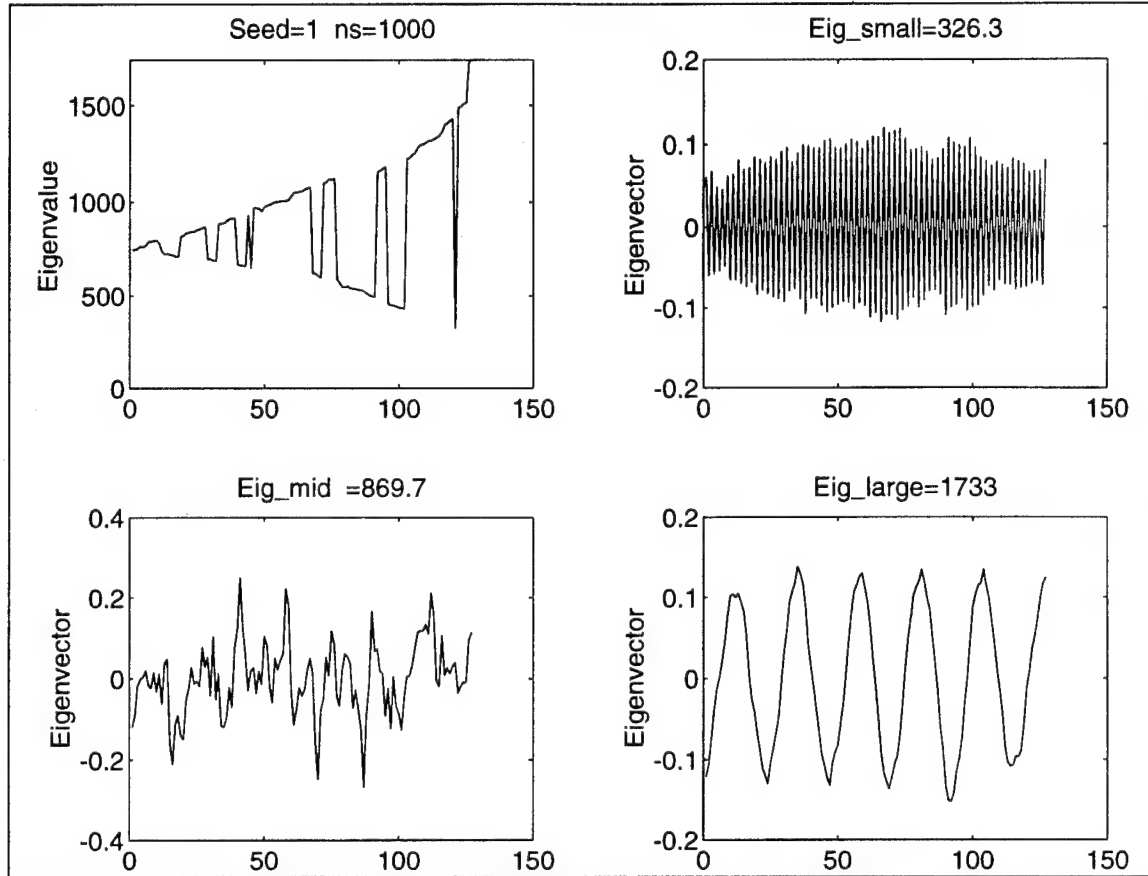 Seed=1 ns=1000
1500
1000
500
0
Eigenvalue
0 50 100 150
Eig_small=326.3
0.2
0.1
0
-0.1
-0.2
Eigenvector
0 50 100 150
Eig_mid =869.7
0.4
0.2
0
-0.2
-0.4
Eigenvector
0 50 100 150
Eig_large=1733
0.2
0.1
0
-0.1
-0.2
Eigenvector
0 50 100 150